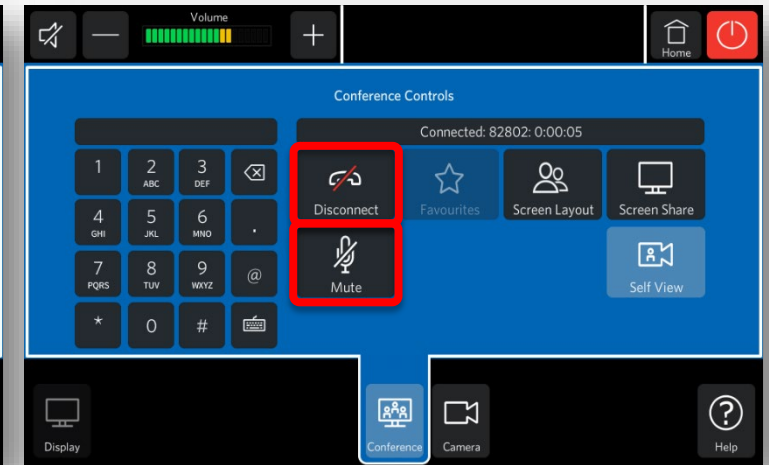 Volume
Home
Conference Controls
Connected: 82802: 0:00:05
1 2 3
ABC DEF
Disconnect Favourites Screen Layout Screen Share
4 5 6 .
GHI JKL MNO
7 8 9 @
PQRS TUV WXYZ
Mute Self View
* 0 #
Display Conference Camera Help